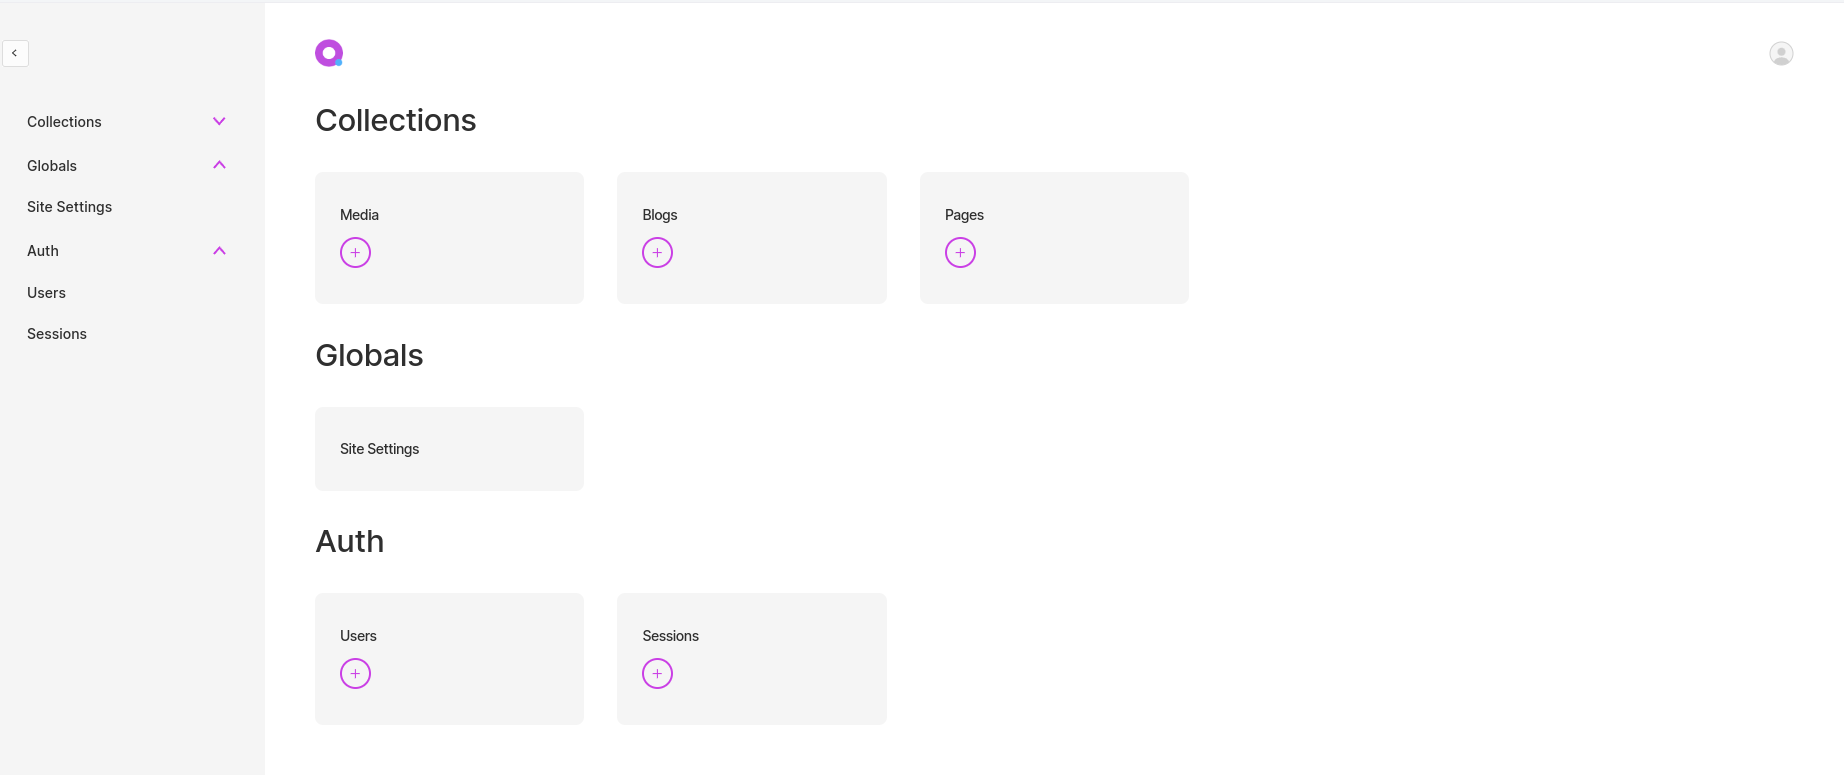 Collections
Globals
Site Settings
Auth
Users
Sessions
Collections
Media
Blogs
Pages
Globals
Site Settings
Auth
Users
Sessions